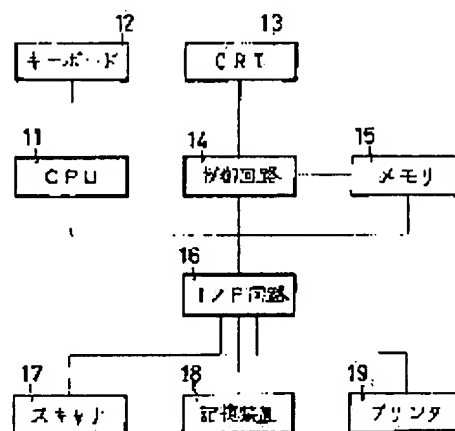 12
キーボード
13
CRT
11
CPU
14
制御回路
15
メモリ
16
I/F回路
17
スキャナ
18
記憶装置
19
プリンタ